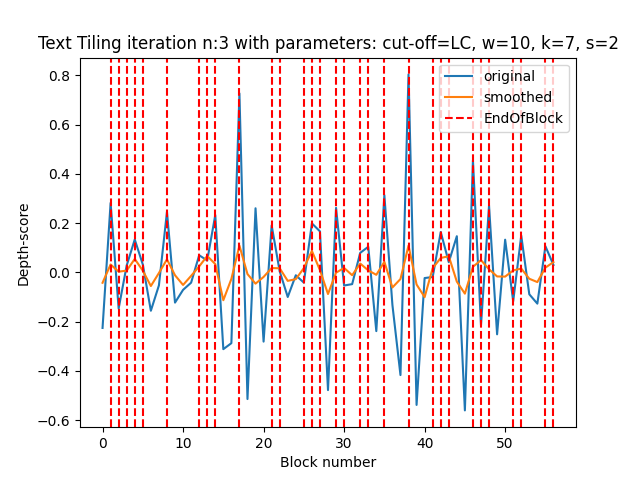 Text Tiling iteration n:3 with parameters: cut-off=LC, w=10, k=7, s=2
original
smoothed
EndOfBlock
0.8
0.6
0.4
0.2
0.0
−0.2
−0.4
−0.6
Depth-score
0 10 20 30 40 50
Block number